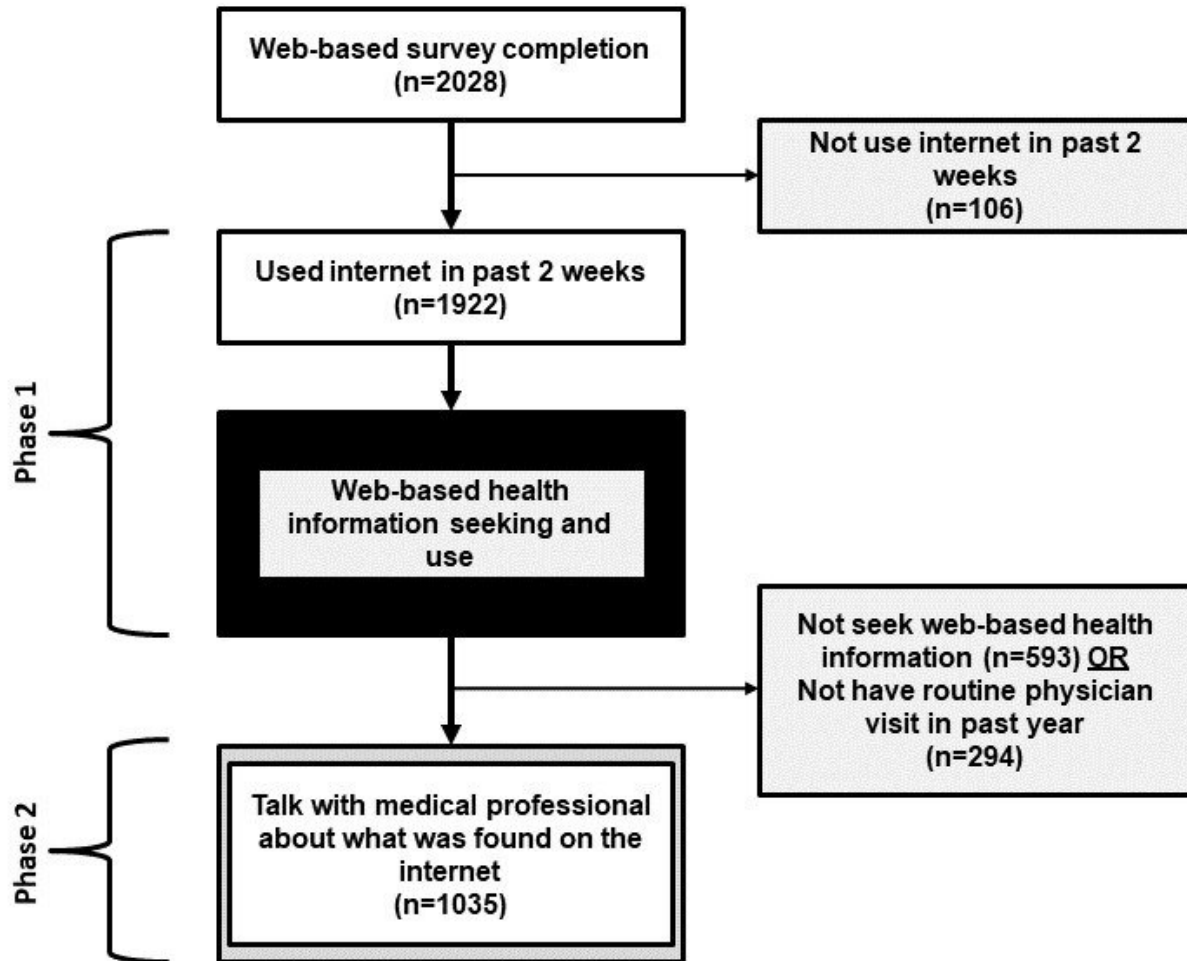 Web-based survey completion
(n=2028)
Not use internet in past 2
weeks
(n=106)
Used internet in past 2 weeks
(n=1922)
Phase 1
Web-based health
information seeking and
use
Not seek web-based health
information (n=593) OR
Not have routine physician
visit in past year
(n=294)
Phase 2
Talk with medical professional
about what was found on the
internet
(n=1035)